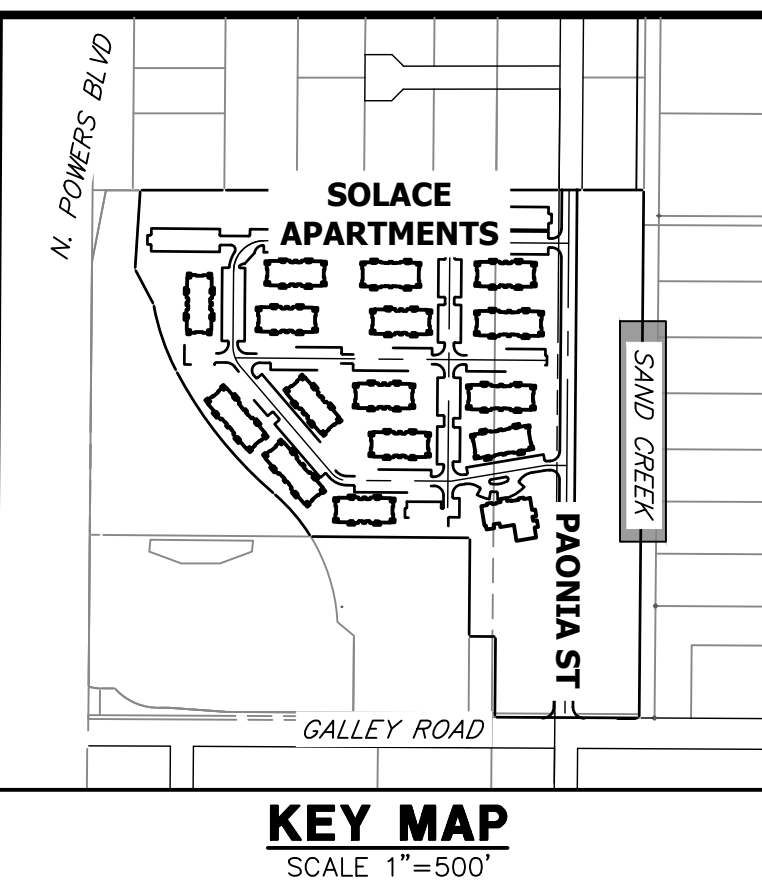 N. POWERS BLVD
SOLACE
APARTMENTS
SAND CREEK
PAONIA ST
GALLEY ROAD
KEY MAP
SCALE 1"=500'